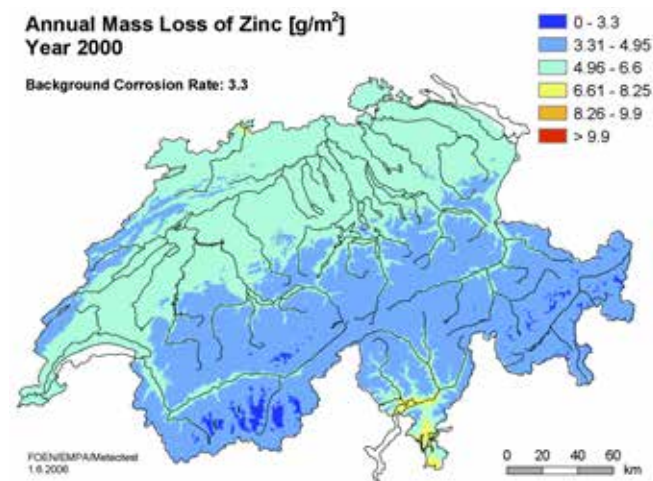 Annual Mass Loss of Zinc [g/m²]
Year 2000
Background Corrosion Rate: 3.3
0 - 3.3
3.31 - 4.95
4.96 - 6.6
6.61 - 8.25
8.26 - 9.9
> 9.9
FOEN/EMPA/Meteotest
1.6.2006
0 20 40 60
km